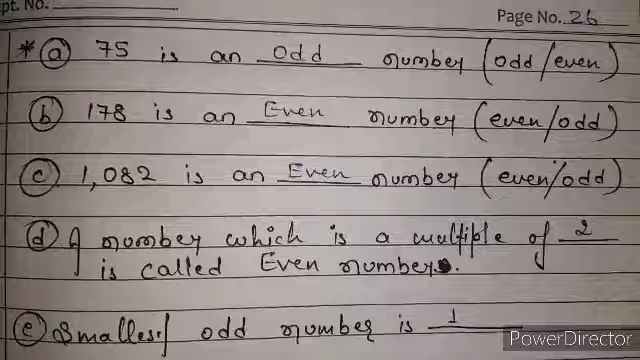 pt. No.
Page No. 26
* (a) 75 is an Odd number (odd/even)
(b) 178 is an Even number (even/odd)
(c) 1,082 is an Even number (even/odd)
(d) A number which is a multiple of 2
is called Even number.
(e) Smallest odd number is 1
PowerDirector